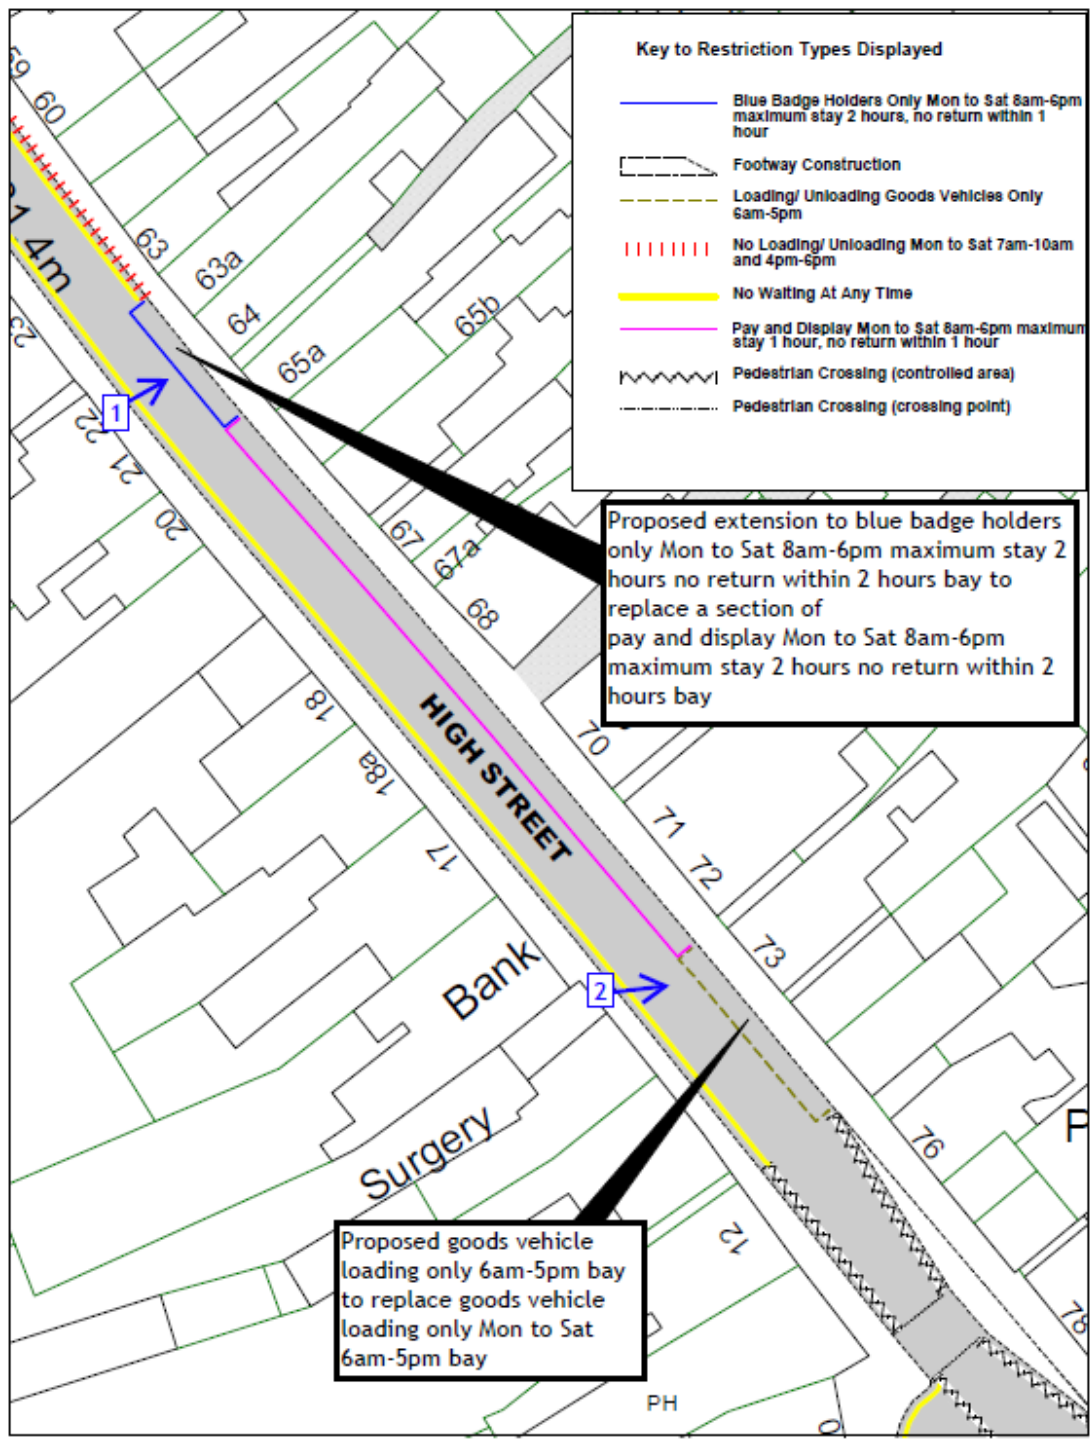 Key to Restriction Types Displayed
Blue Badge Holders Only Mon to Sat 8am-6pm
maximum stay 2 hours, no return within 1
hour
Footway Construction
Loading/ Unloading Goods Vehicles Only
6am-5pm
No Loading/ Unloading Mon to Sat 7am-10am
and 4pm-6pm
No Waiting At Any Time
Pay and Display Mon to Sat 8am-6pm maximum
stay 1 hour, no return within 1 hour
Pedestrian Crossing (controlled area)
Pedestrian Crossing (crossing point)
Proposed extension to blue badge holders
only Mon to Sat 8am-6pm maximum stay 2
hours no return within 2 hours bay to
replace a section of
pay and display Mon to Sat 8am-6pm
maximum stay 2 hours no return within 2
hours bay
59
60
4m
63
63a
64
65b
65a
67
67a
68
70
71
72
73
76
78
23
22
21
20
18
18a
17
12
1
2
HIGH STREET
Bank
Surgery
P
Proposed goods vehicle
loading only 6am-5pm bay
to replace goods vehicle
loading only Mon to Sat
6am-5pm bay
PH